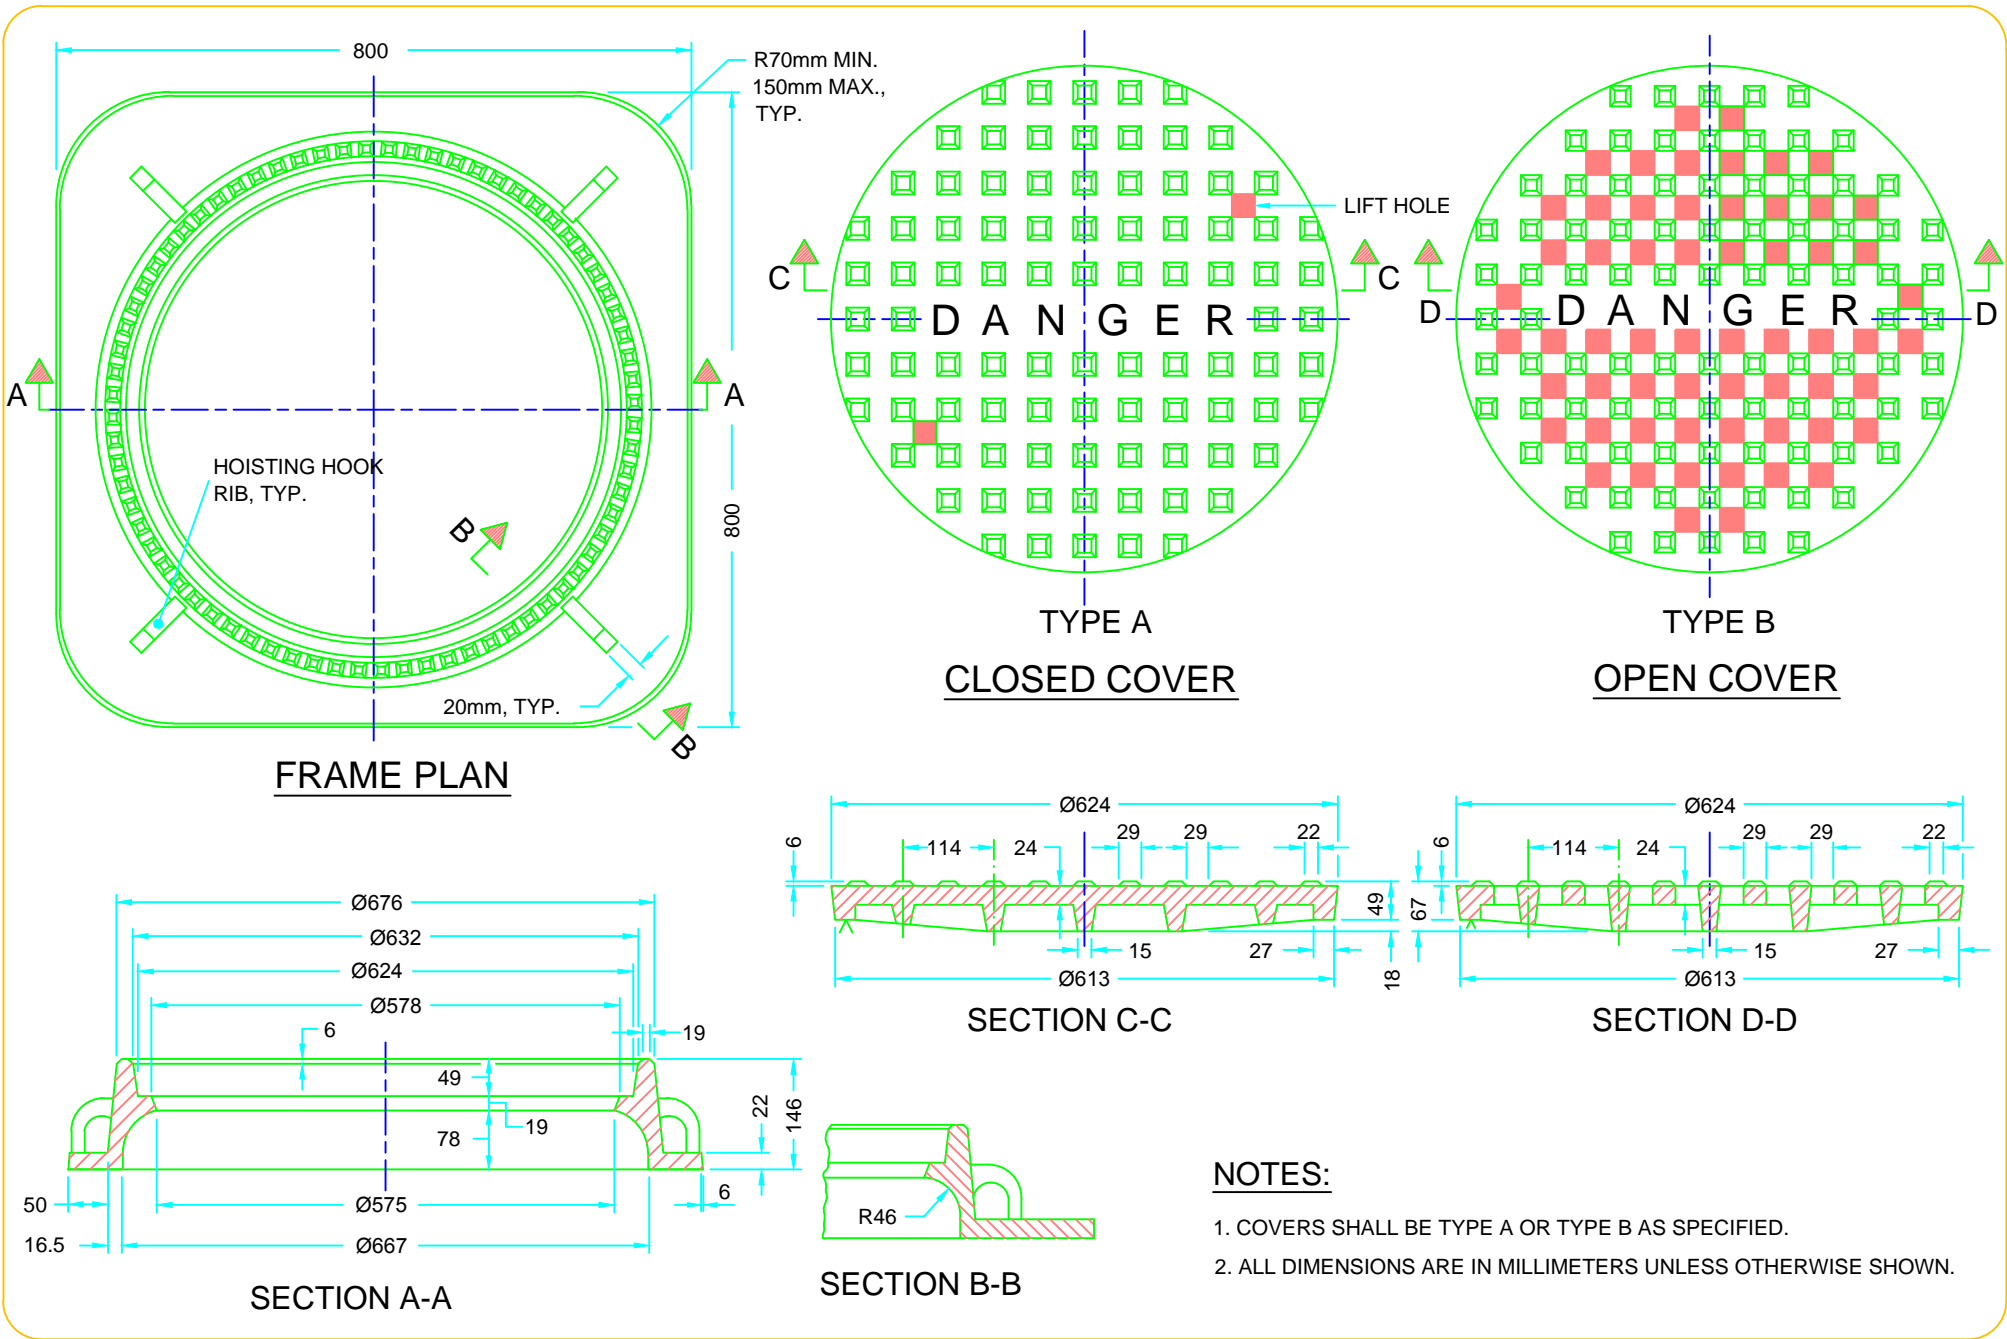 800
R70mm MIN.
150mm MAX.,
TYP.
A
A
HOISTING HOOK
RIB, TYP.
B
800
20mm, TYP.
B
FRAME PLAN
LIFT HOLE
C
C
D A N G E R
TYPE A
CLOSED COVER
D
D
D A N G E R
TYPE B
OPEN COVER
Ø676
Ø632
Ø624
Ø578
6
19
49
19
78
22
146
50
Ø575
6
16.5
Ø667
SECTION A-A
R46
SECTION B-B
Ø624
6
114
24
29
29
22
49
15
27
18
Ø613
SECTION C-C
Ø624
6
114
24
29
29
22
67
15
27
Ø613
SECTION D-D
NOTES:
1. COVERS SHALL BE TYPE A OR TYPE B AS SPECIFIED.
2. ALL DIMENSIONS ARE IN MILLIMETERS UNLESS OTHERWISE SHOWN.